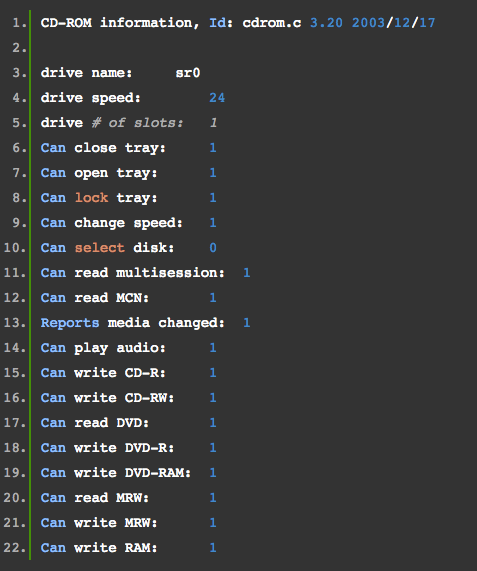 1. CD-ROM information, Id: cdrom.c 3.20 2003/12/17
2.
3. drive name: sr0
4. drive speed: 24
5. drive # of slots: 1
6. Can close tray: 1
7. Can open tray: 1
8. Can lock tray: 1
9. Can change speed: 1
10. Can select disk: 0
11. Can read multisession: 1
12. Can read MCN: 1
13. Reports media changed: 1
14. Can play audio: 1
15. Can write CD-R: 1
16. Can write CD-RW: 1
17. Can read DVD: 1
18. Can write DVD-R: 1
19. Can write DVD-RAM: 1
20. Can read MRW: 1
21. Can write MRW: 1
22. Can write RAM: 1